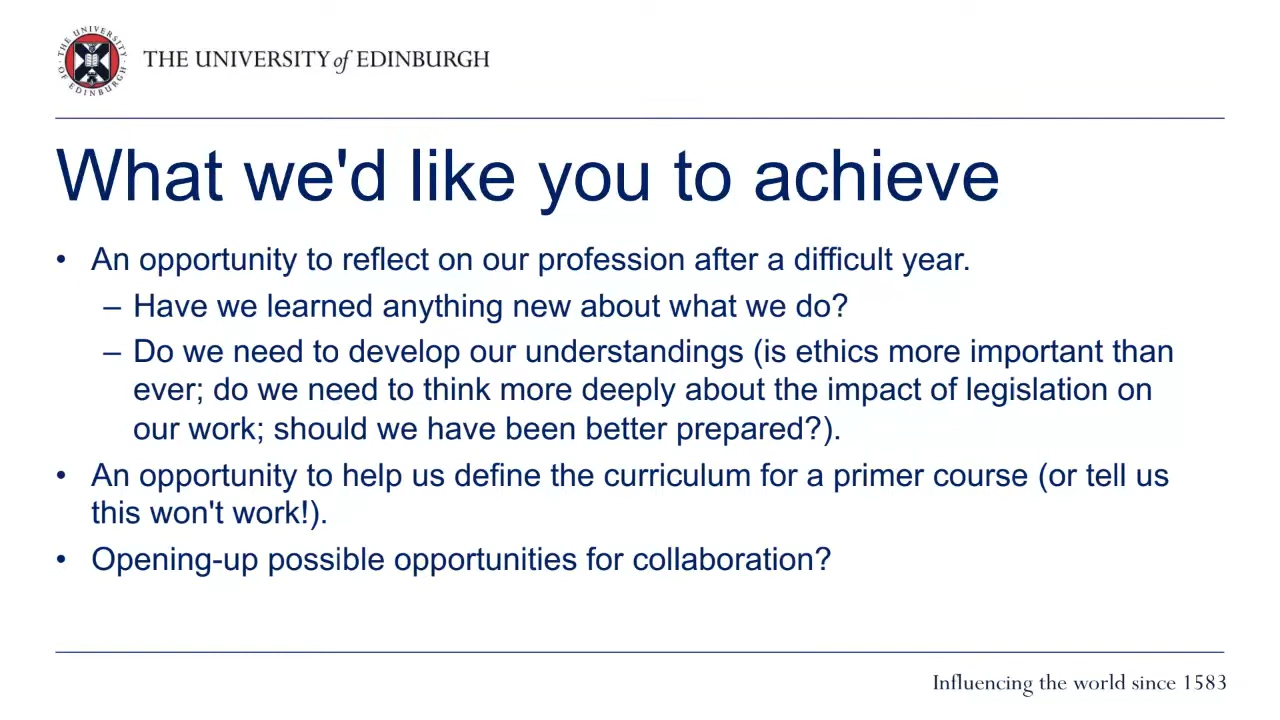 THE UNIVERSITY OF EDINBURGH
THE UNIVERSITY of EDINBURGH
What we'd like you to achieve
• An opportunity to reflect on our profession after a difficult year.
– Have we learned anything new about what we do?
– Do we need to develop our understandings (is ethics more important than
ever; do we need to think more deeply about the impact of legislation on
our work; should we have been better prepared?).
• An opportunity to help us define the curriculum for a primer course (or tell us
this won't work!).
• Opening-up possible opportunities for collaboration?
Influencing the world since 1583